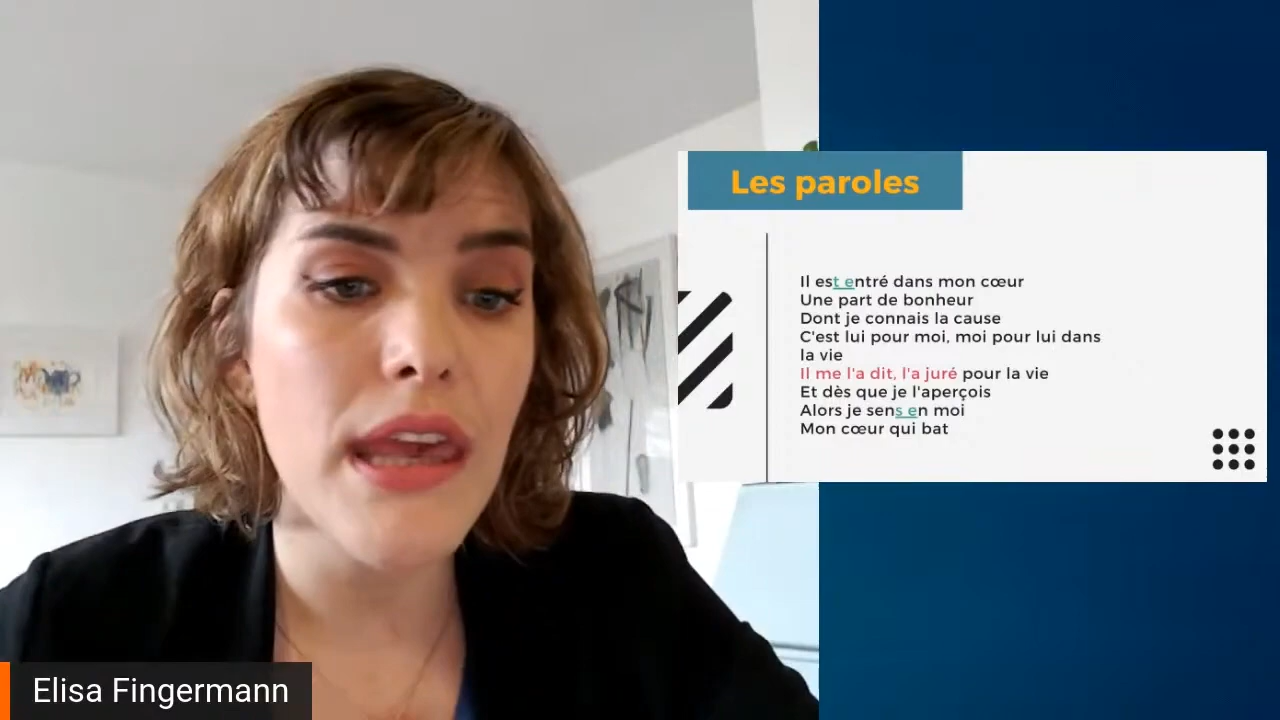 Les paroles
Il est entré dans mon cœur
Une part de bonheur
Dont je connais la cause
C'est lui pour moi, moi pour lui dans
la vie
Il me l'a dit, l'a juré pour la vie
Et dès que je l'aperçois
Alors je sens en moi
Mon cœur qui bat
Elisa Fingermann